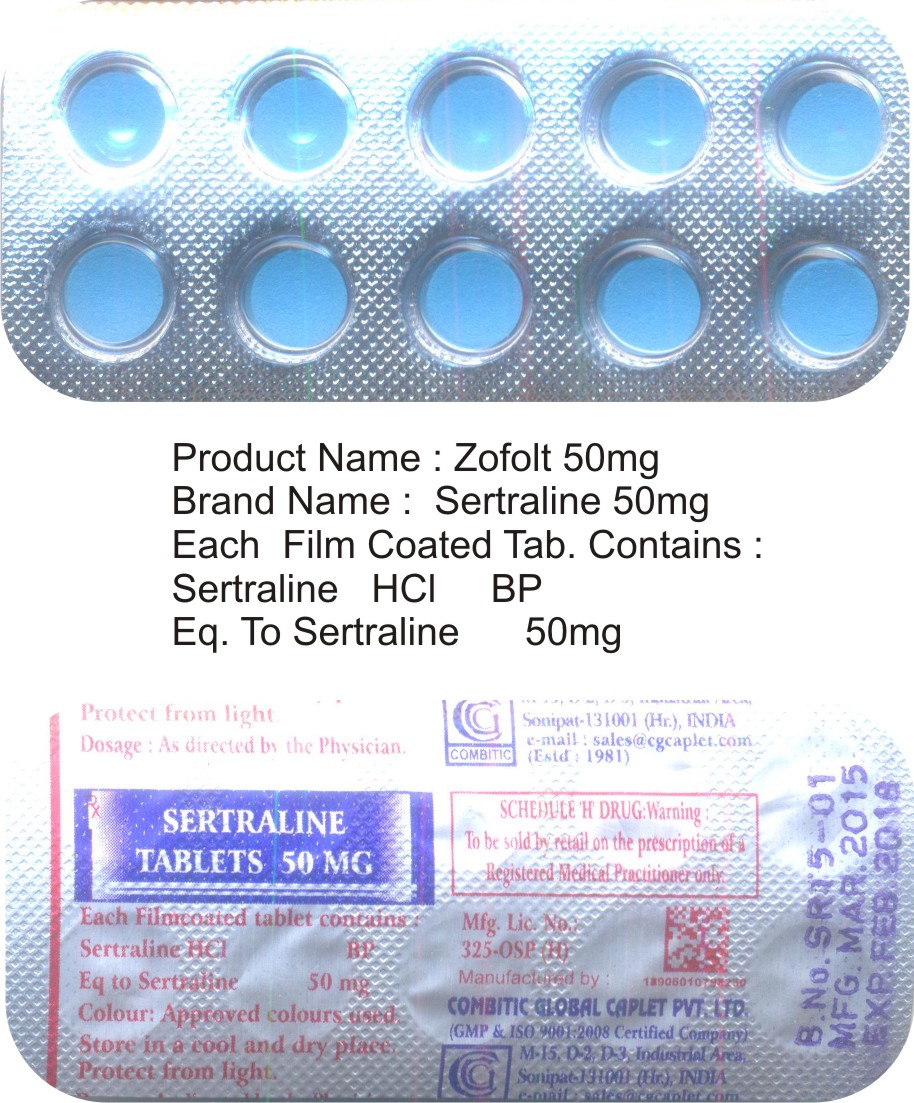 Product Name : Zofolt 50mg
Brand Name : Sertraline 50mg
Each Film Coated Tab. Contains :
Sertraline HCl BP
Eq. To Sertraline 50mg
Protect from light.
Dosage : As directed by the Physician.
Rx
SERTRALINE
TABLETS 50 MG
Each Filmcoated tablet contains :
Sertraline HCl BP
Eq to Sertraline 50 mg
Colour: Approved colours used.
Store in a cool and dry place.
Protect from light.
COMBITIC
Sonipat-131001 (Hr.), INDIA
e-mail : sales@cgcaplet.com
(Estd : 1981)
SCHEDULE 'H' DRUG:Warning :
To be sold by retail on the prescription of a
Registered Medical Practitioner only.
Mfg. Lic. No.:
325-OSP (H)
Manufactured by :
COMBITIC GLOBAL CAPLET PVT. LTD.
(GMP & ISO 9001:2008 Certified Company)
M-15, D-2, D-3, Industrial Area,
Sonipat-131001 (Hr.), INDIA
e-mail : sales@cgcaplet.com
B.No. SRT5-01
MFG. MAR.2015
EXP. FEB.2018